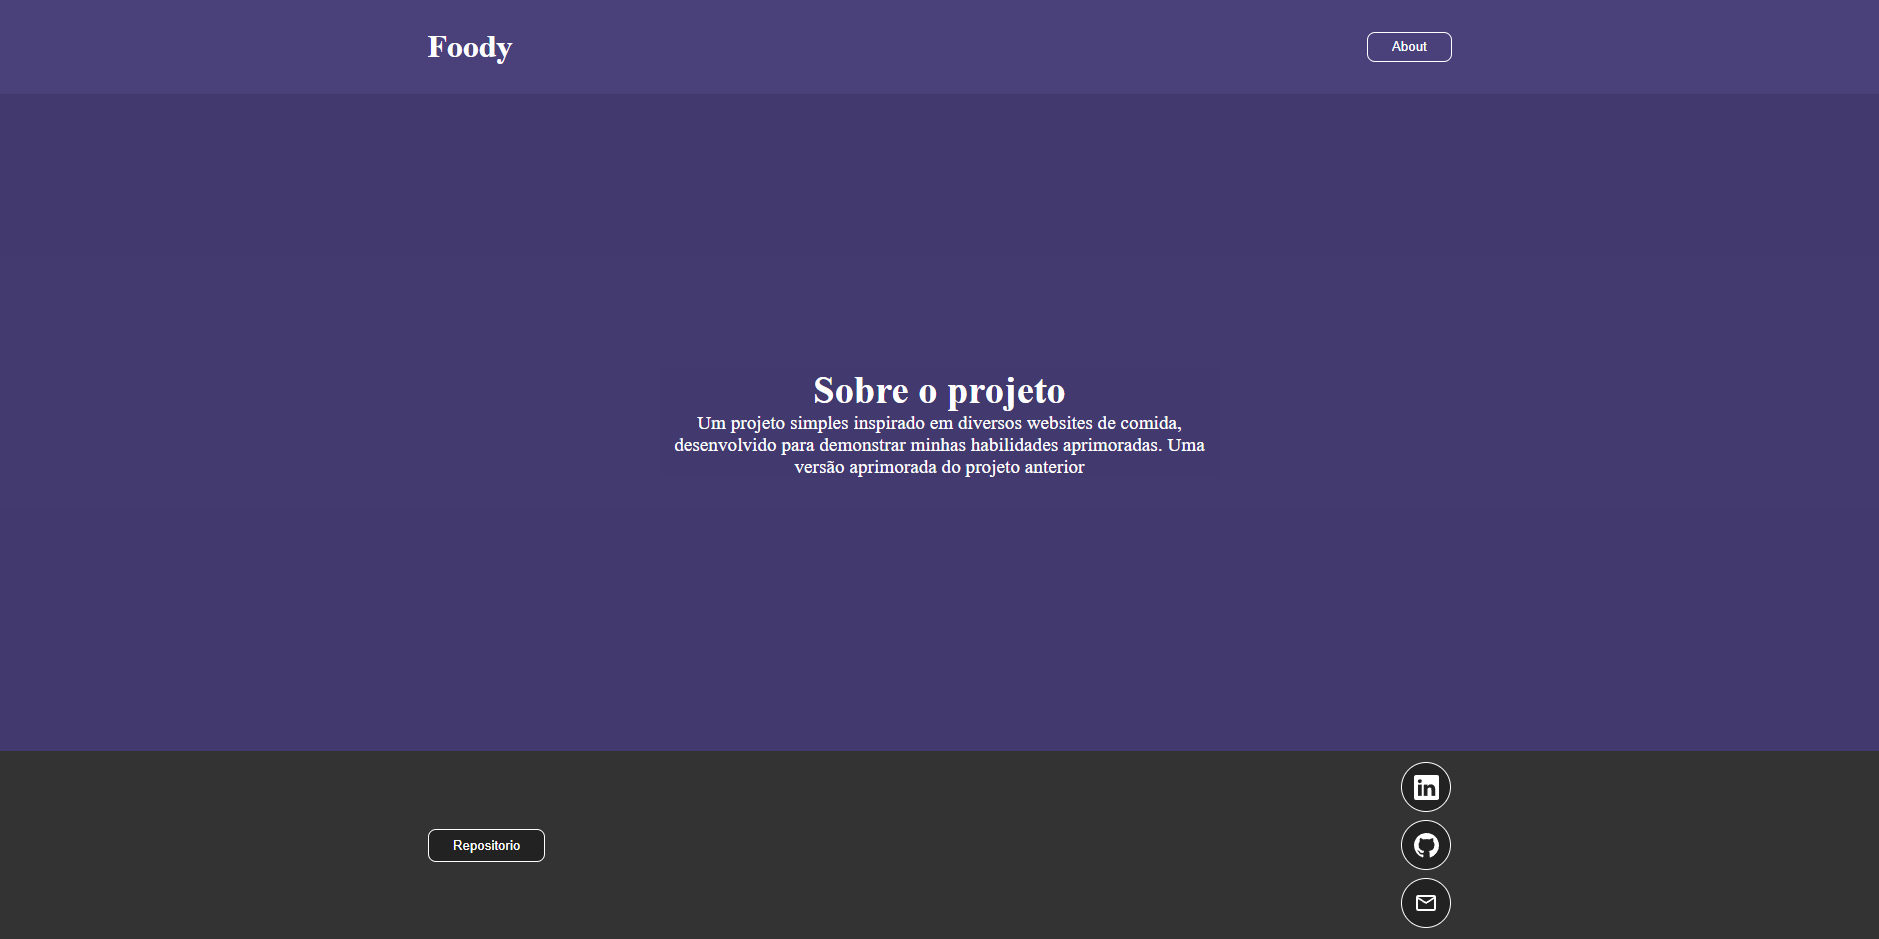 Foody
About
Sobre o projeto
Um projeto simples inspirado em diversos websites de comida,
desenvolvido para demonstrar minhas habilidades aprimoradas. Uma
versão aprimorada do projeto anterior
Repositorio
in